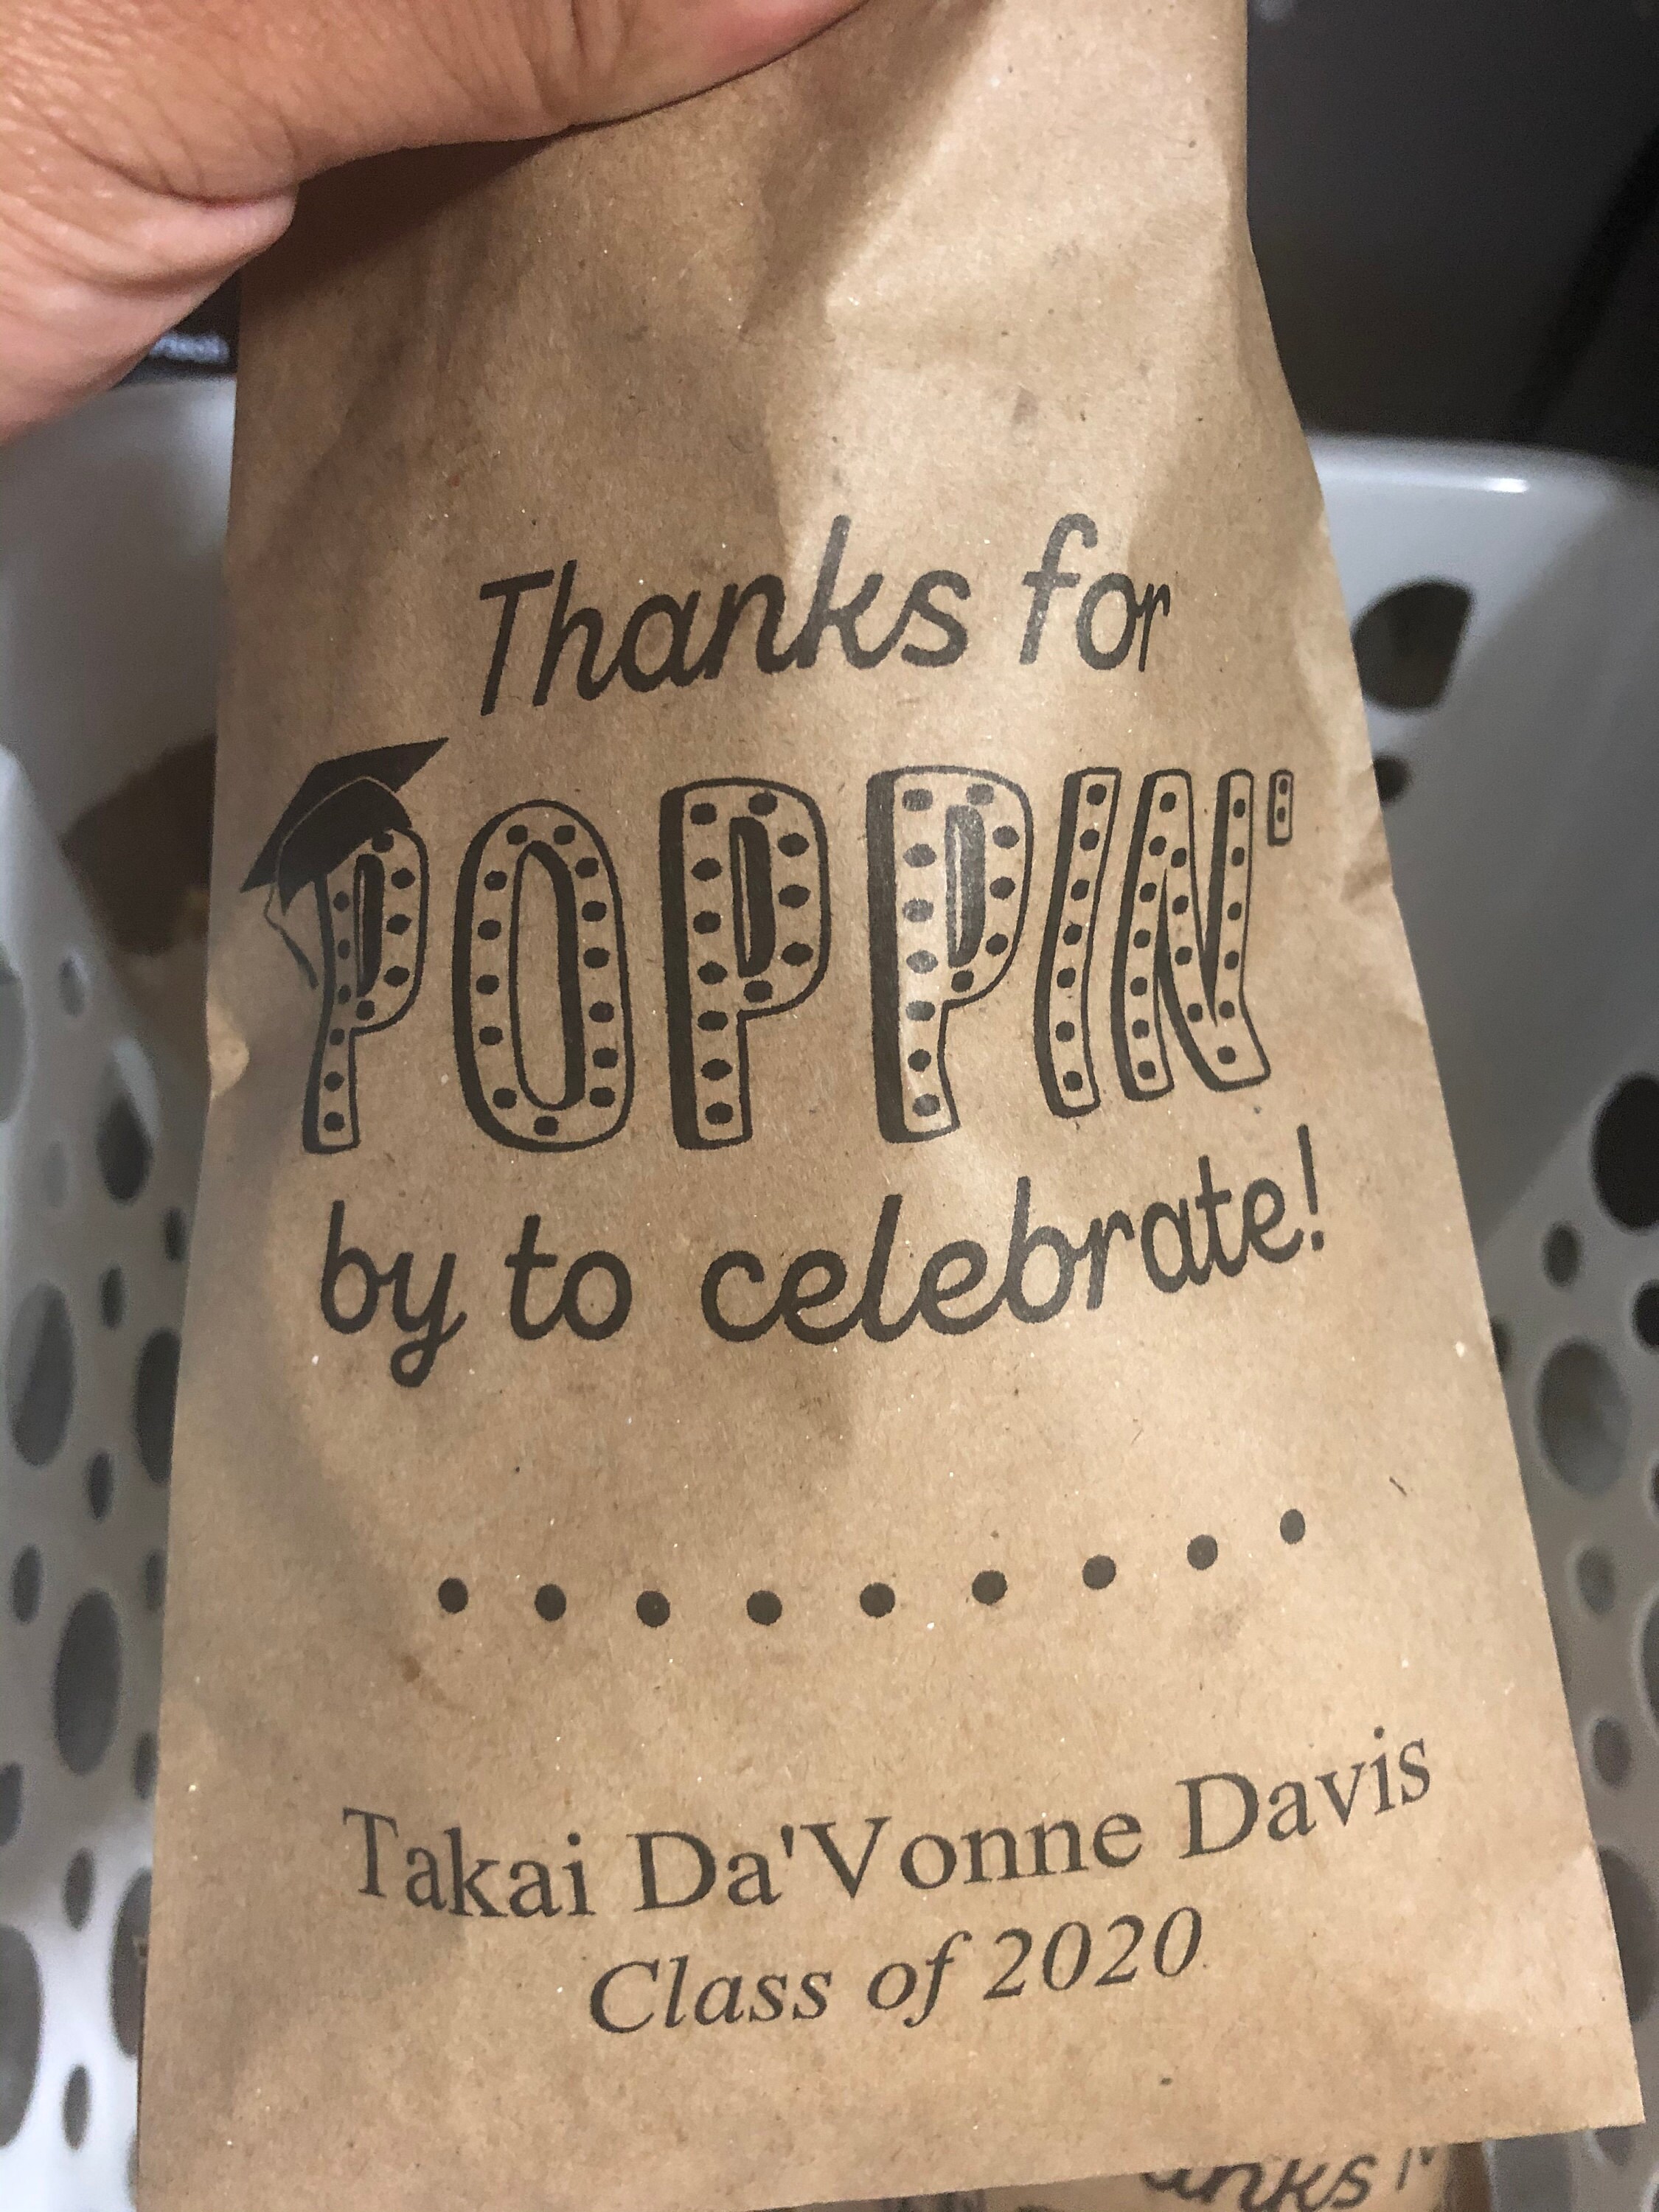 Thanks for
POPPIN'
by to celebrate!
Takai Da'Vonne Davis
Class of 2020